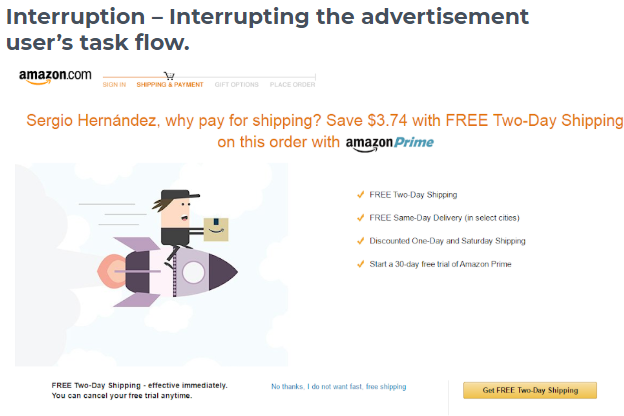 Interruption – Interrupting the advertisement
user's task flow.
amazon.com
SIGN IN SHIPPING & PAYMENT GIFT OPTIONS PLACE ORDER
Sergio Hernández, why pay for shipping? Save $3.74 with FREE Two-Day Shipping
on this order with amazonPrime
FREE Two-Day Shipping
FREE Same-Day Delivery (in select cities)
Discounted One-Day and Saturday Shipping
Start a 30-day free trial of Amazon Prime
FREE Two-Day Shipping - effective immediately.
You can cancel your free trial anytime.
No thanks, I do not want fast, free shipping
Get FREE Two-Day Shipping